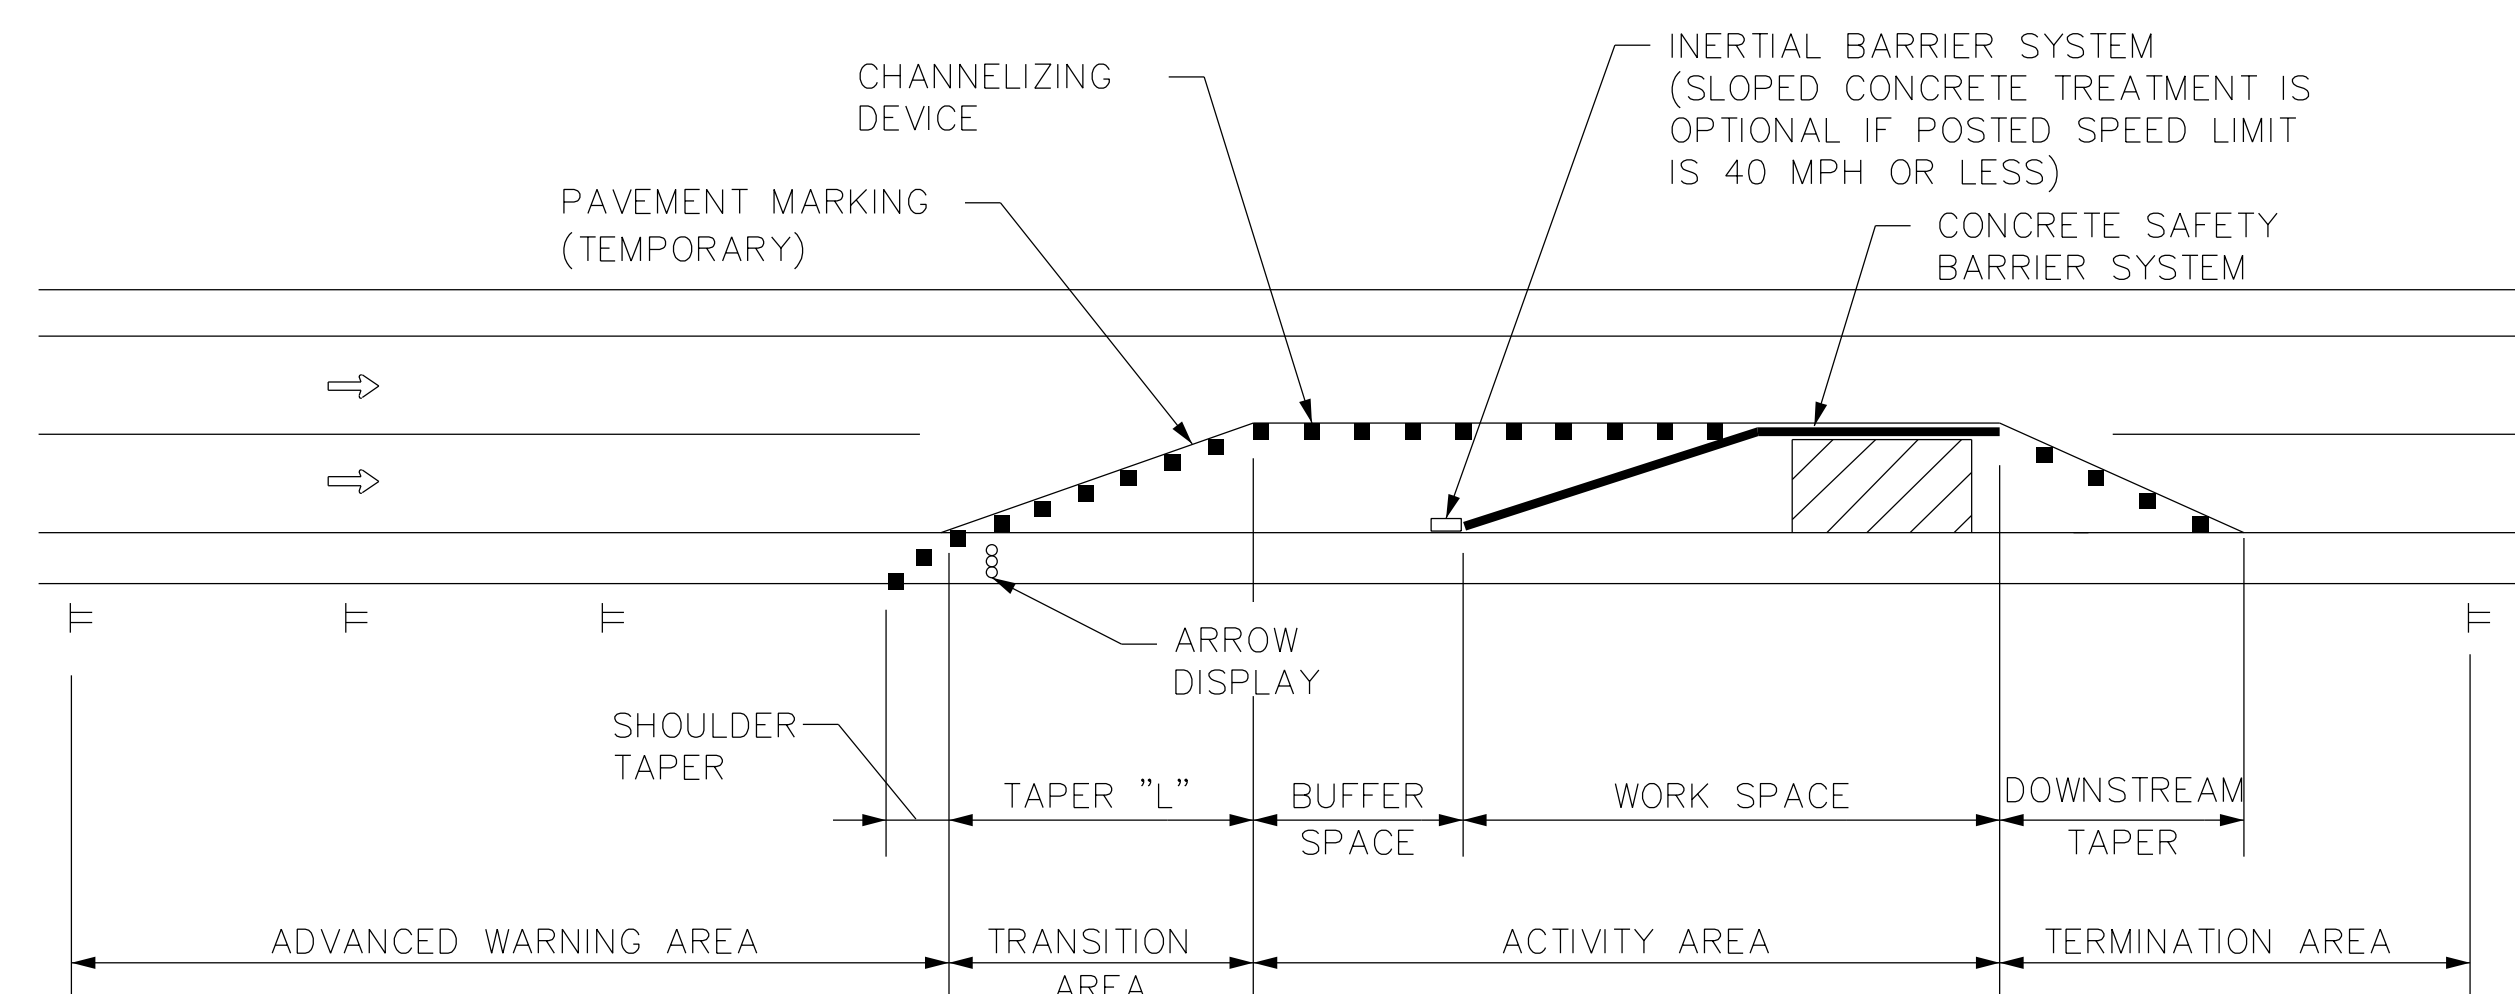 INERTIAL BARRIER SYSTEM
(SLOPED CONCRETE TREATMENT IS
OPTIONAL IF POSTED SPEED LIMIT
IS 40 MPH OR LESS)
CHANNELIZING
DEVICE
PAVEMENT MARKING
(TEMPORARY)
CONCRETE SAFETY
BARRIER SYSTEM
ARROW
DISPLAY
SHOULDER
TAPER
TAPER "L"
BUFFER
SPACE
WORK SPACE
DOWNSTREAM
TAPER
ADVANCED WARNING AREA
TRANSITION
AREA
ACTIVITY AREA
TERMINATION AREA